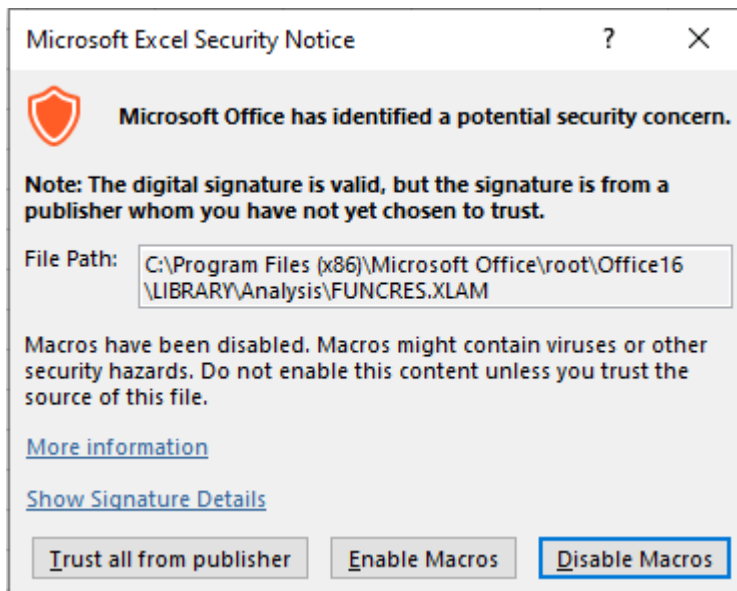 Microsoft Excel Security Notice ?
Microsoft Office has identified a potential security concern.
Note: The digital signature is valid, but the signature is from a
publisher whom you have not yet chosen to trust.
File Path: C:\Program Files (x86)\Microsoft Office\root\Office16
\LIBRARY\Analysis\FUNCRES.XLAM
Macros have been disabled. Macros might contain viruses or other
security hazards. Do not enable this content unless you trust the
source of this file.
More information
Show Signature Details
Trust all from publisher Enable Macros Disable Macros